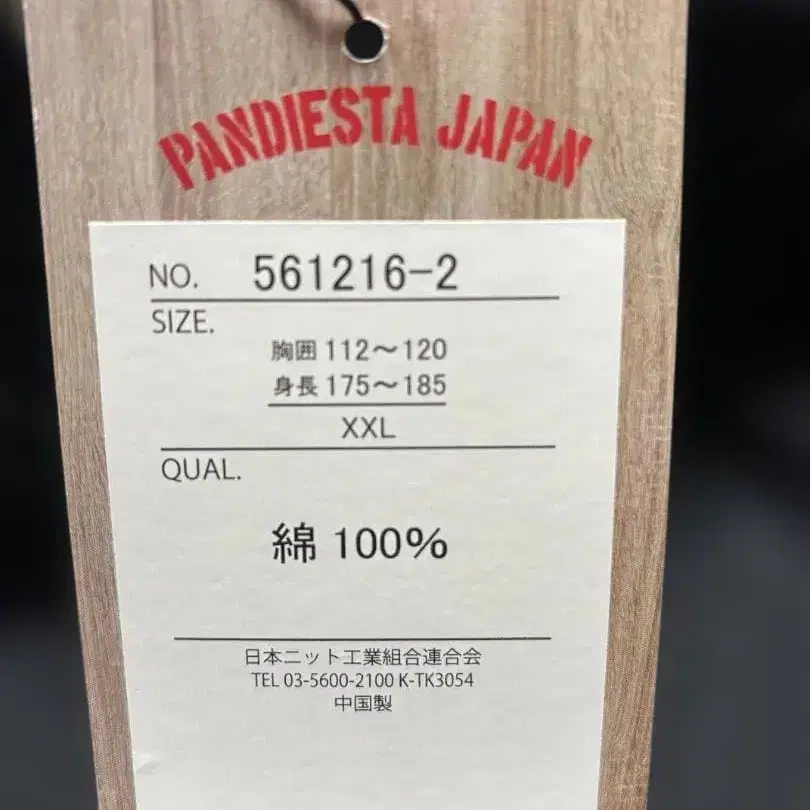 PANDIESTA JAPAN
NO. 561216-2
SIZE.
胸囲 112～120
身長 175～185
XXL
QUAL.
綿 100%
日本ニット工業組合連合会
TEL 03-5600-2100 K-TK3054
中国製